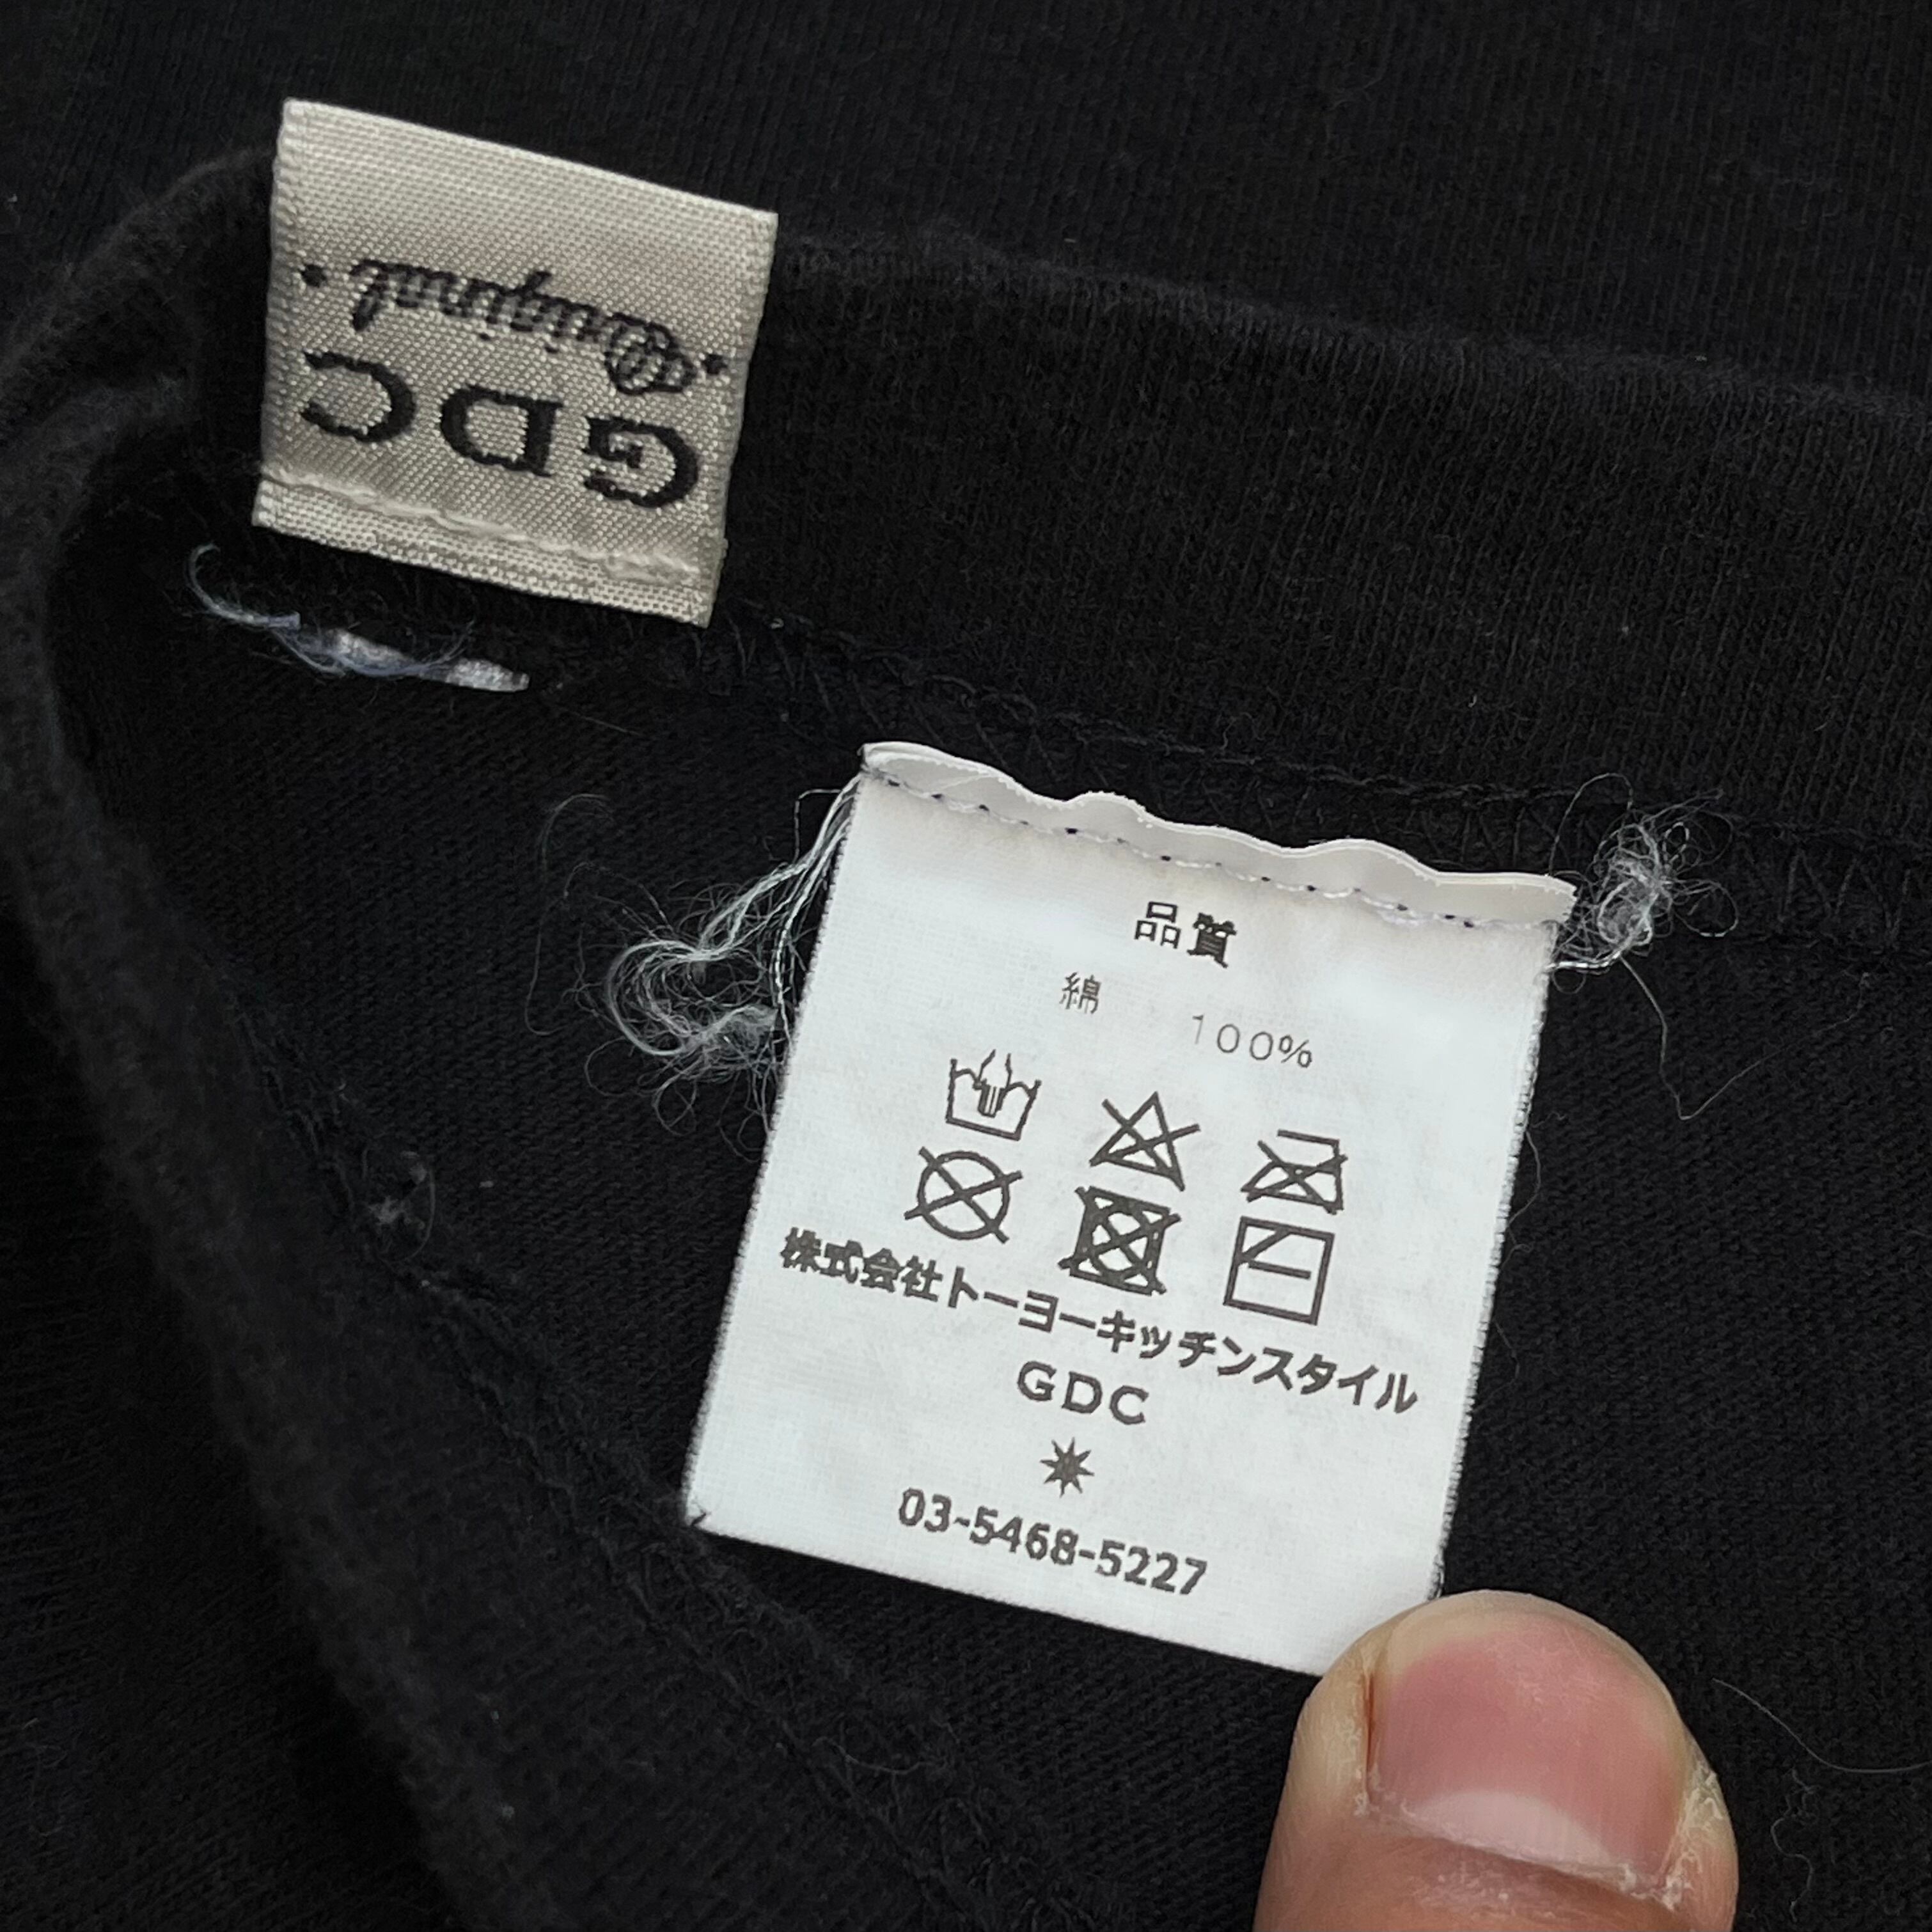 GDC
Original
品質
綿 100%
株式会社トーヨーキッチンスタイル
GDC
03-5468-5227